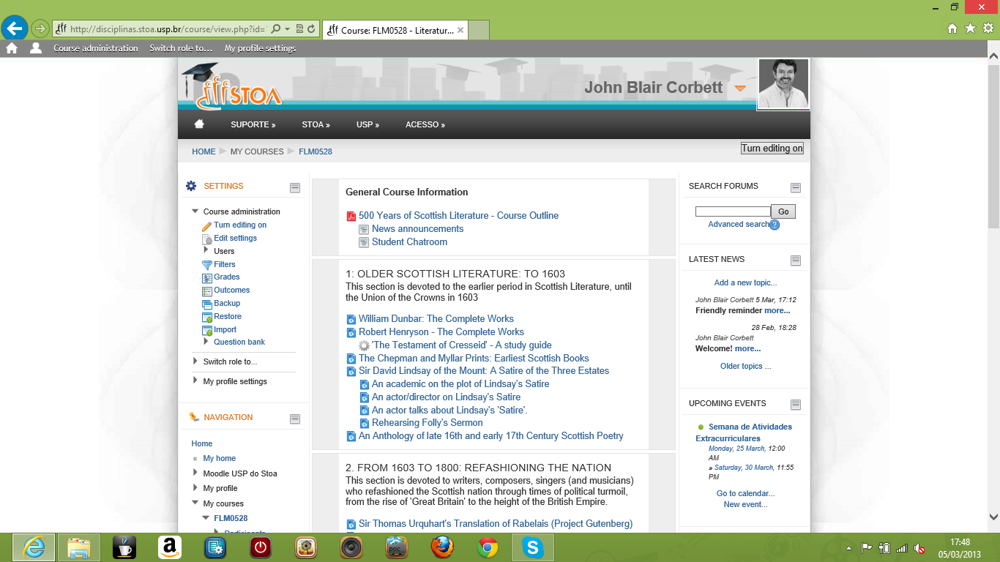 http://disciplinas.stoa.usp.br/course/view.php?id=
Course: FLM0528 - Literatur...
Course administration Switch role to... My profile settings
STOA
John Blair Corbett
SUPORTE » STOA » USP » ACESSO »
HOME MY COURSES FLM0528
Turn editing on
SETTINGS
Course administration
Turn editing on
Edit settings
Users
Filters
Grades
Outcomes
Backup
Restore
Import
Question bank
Switch role to...
My profile settings
NAVIGATION
Home
My home
Moodle USP do Stoa
My profile
My courses
FLM0528
Participants
General Course Information
500 Years of Scottish Literature - Course Outline
News announcements
Student Chatroom
1: OLDER SCOTTISH LITERATURE: TO 1603
This section is devoted to the earlier period in Scottish Literature, until
the Union of the Crowns in 1603
William Dunbar: The Complete Works
Robert Henryson - The Complete Works
'The Testament of Cresseid' - A study guide
The Chepman and Myllar Prints: Earliest Scottish Books
Sir David Lindsay of the Mount: A Satire of the Three Estates
An academic on the plot of Lindsay's Satire
An actor/director on Lindsay's Satire
An actor talks about Lindsay's 'Satire'.
Rehearsing Folly's Sermon
An Anthology of late 16th and early 17th Century Scottish Poetry
2. FROM 1603 TO 1800: REFASHIONING THE NATION
This section is devoted to writers, composers, singers (and musicians)
who refashioned the Scottish nation through times of political turmoil,
from the rise of 'Great Britain' to the height of the British Empire.
Sir Thomas Urquhart's Translation of Rabelais (Project Gutenberg)
SEARCH FORUMS
Go
Advanced search
LATEST NEWS
Add a new topic...
John Blair Corbett 5 Mar, 17:12
Friendly reminder more...
28 Feb, 18:28
John Blair Corbett
Welcome! more...
Older topics ...
UPCOMING EVENTS
Semana de Atividades
Extracurriculares
Monday, 25 March, 12:00
AM
» Saturday, 30 March, 11:55
PM
Go to calendar...
New event...
DOC
17:48
05/03/2013